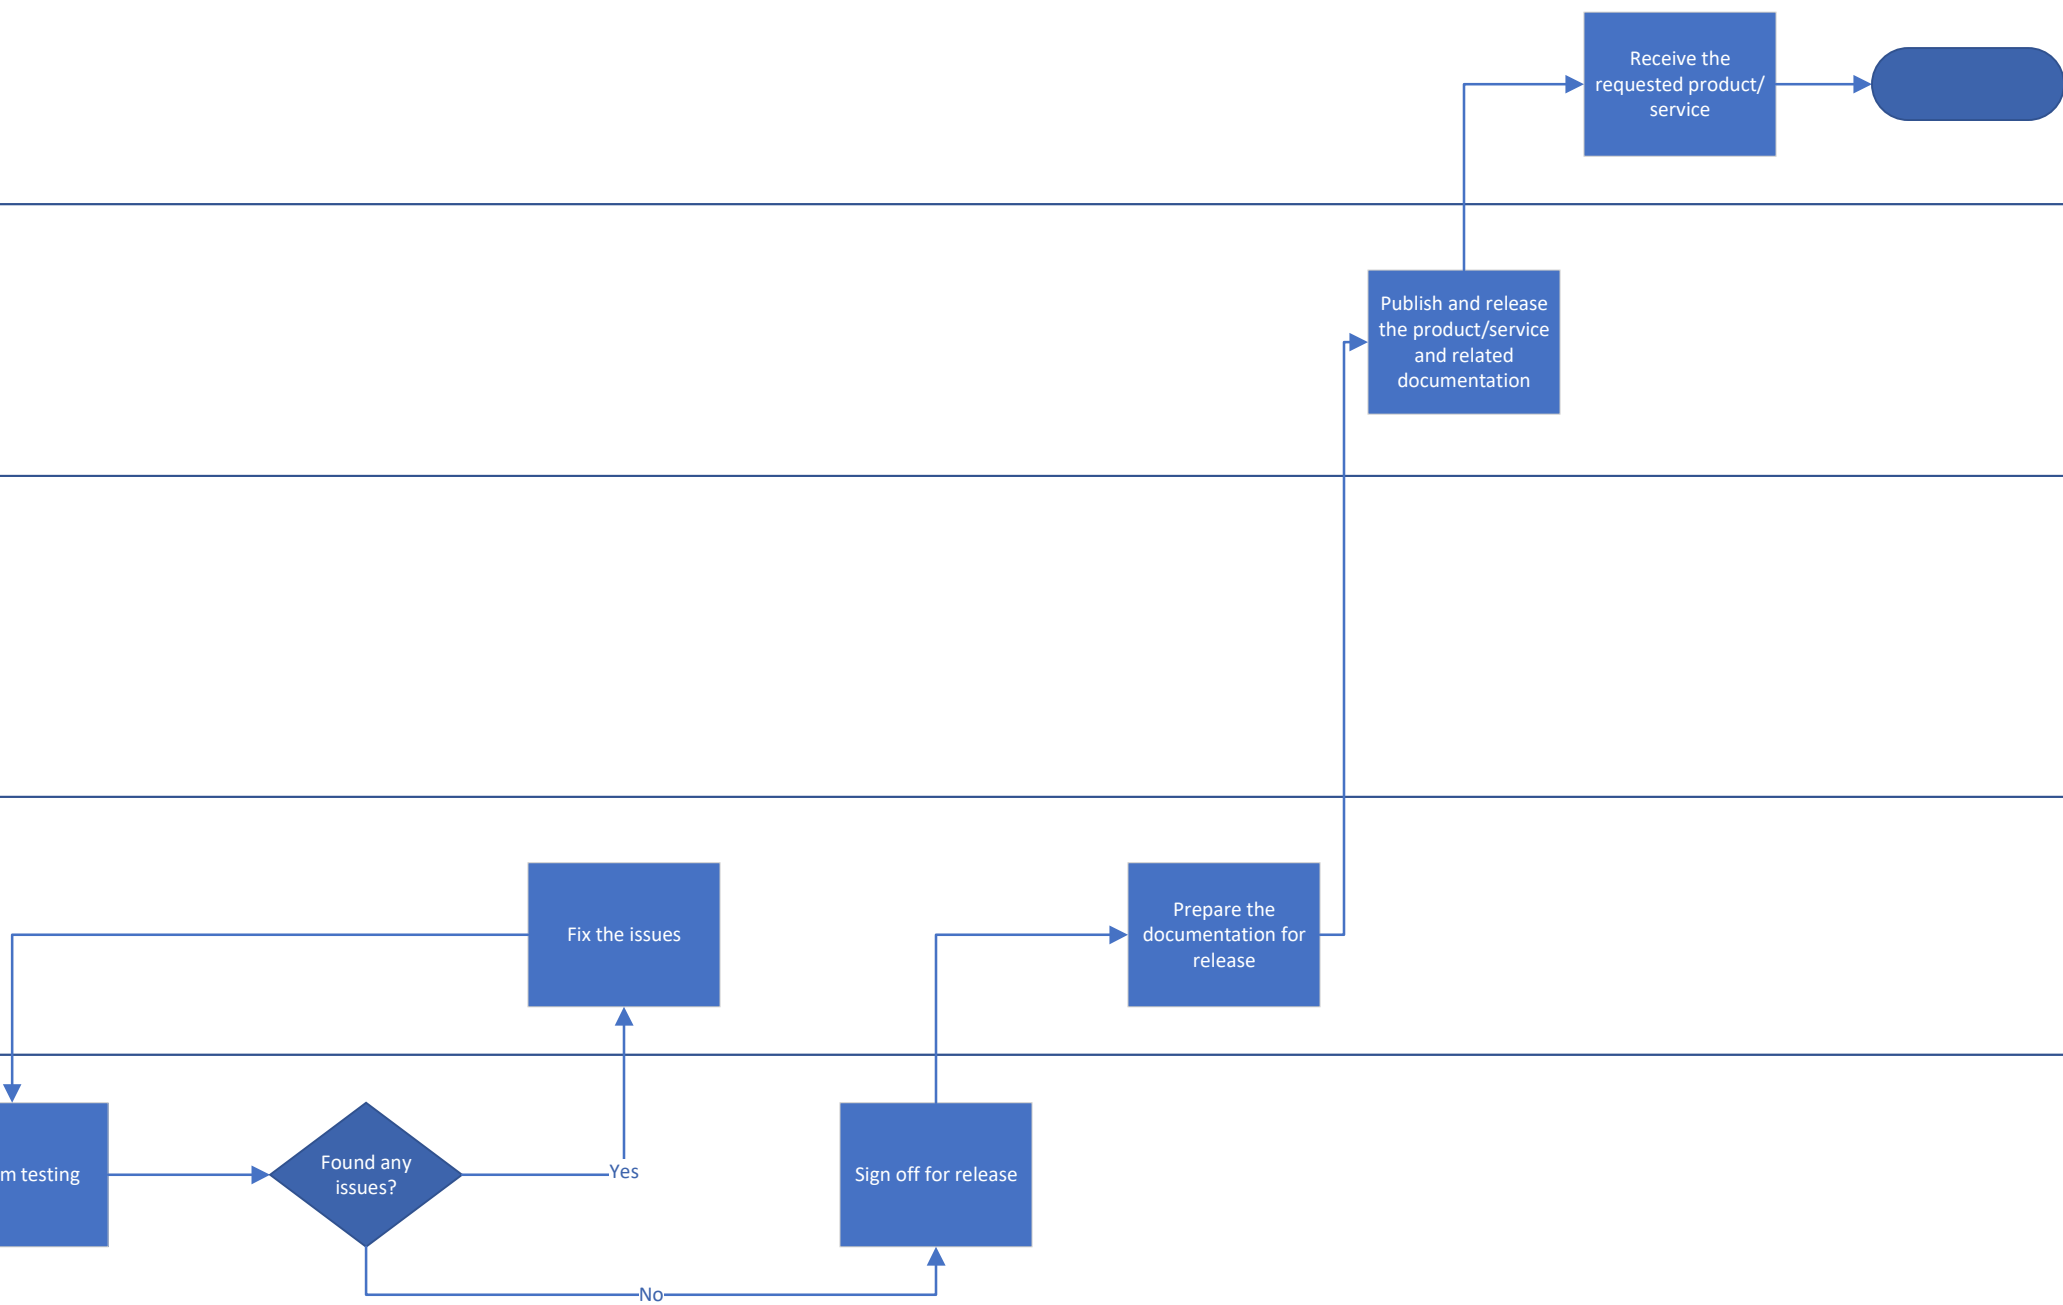 Receive the
requested product/
service
Publish and release
the product/service
and related
documentation
Fix the issues
Prepare the
documentation for
release
m testing
Found any
issues?
Yes
Sign off for release
No